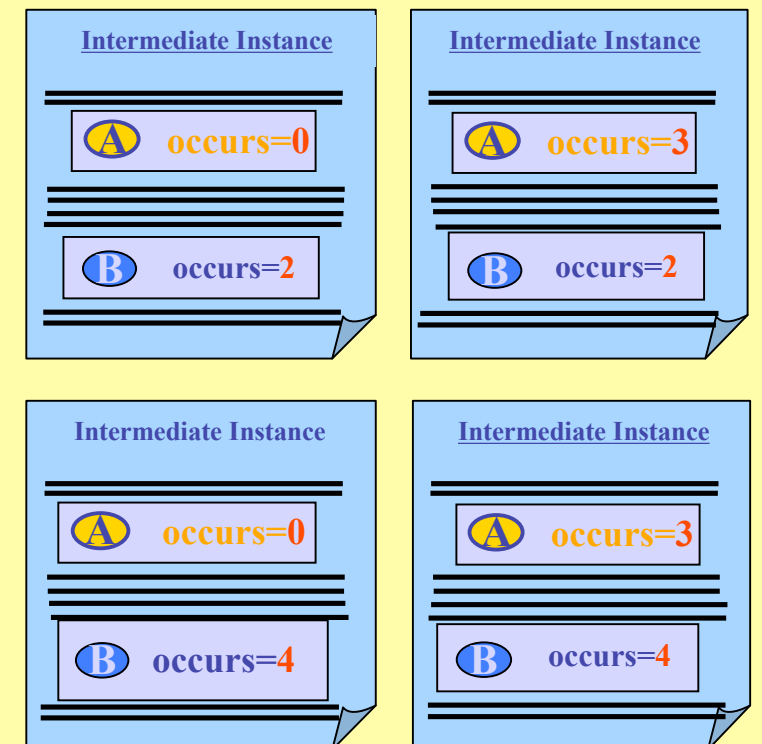 Intermediate Instance
A occurs=0
B occurs=2
Intermediate Instance
A occurs=3
B occurs=2
Intermediate Instance
A occurs=0
B occurs=4
Intermediate Instance
A occurs=3
B occurs=4